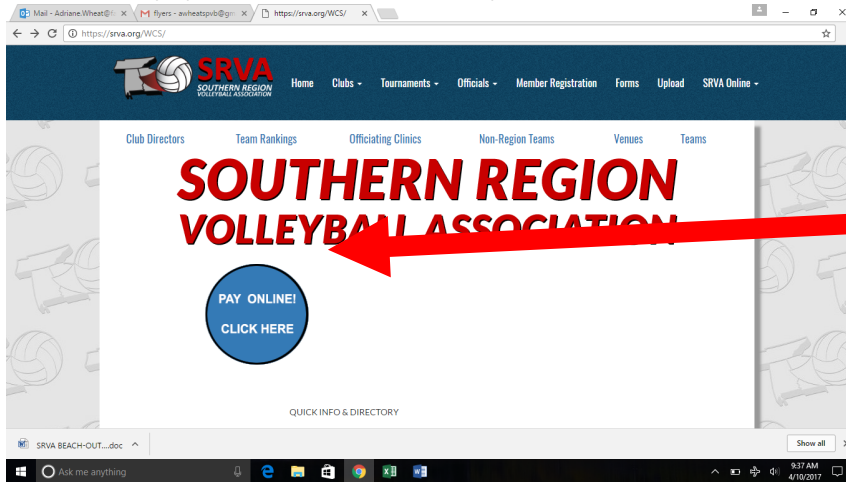 Mail - Adriane.Wheat@f
flyers - awheatspvb@gm
https://srva.org/WCS/
https://srva.org/WCS/
SRVA
SOUTHERN REGION
VOLLEYBALL ASSOCIATION
Home Clubs Tournaments Officials Member Registration Forms Upload SRVA Online
Club Directors Team Rankings Officiating Clinics Non-Region Teams Venues Teams
SOUTHERN REGION
VOLLEYBALL ASSOCIATION
PAY ONLINE!
CLICK HERE
QUICK INFO & DIRECTORY
SRVA BEACH-OUT....doc
Show all
Ask me anything
9:37 AM
4/10/2017